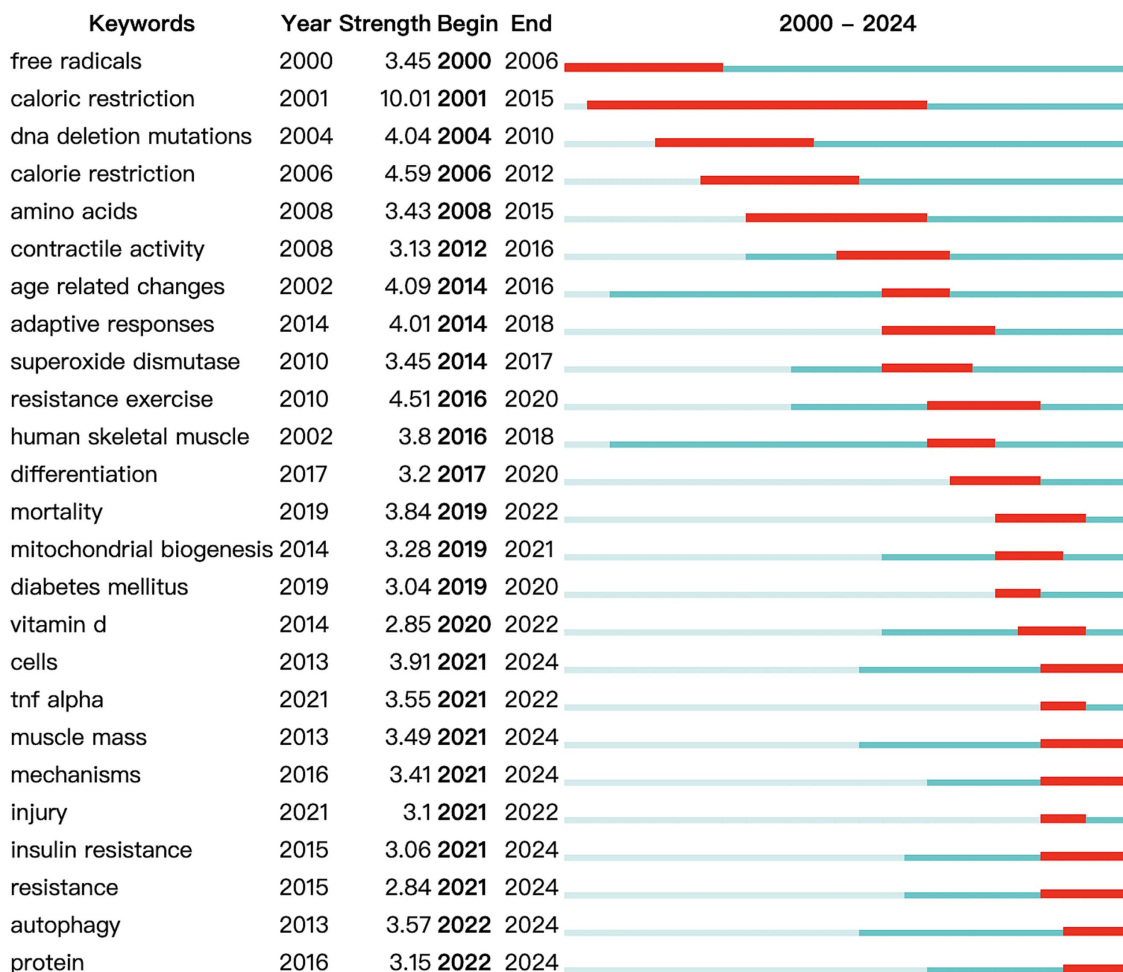 Keywords Year Strength Begin End 2000 – 2024
free radicals 2000 3.45 2000 2006
caloric restriction 2001 10.01 2001 2015
dna deletion mutations 2004 4.04 2004 2010
calorie restriction 2006 4.59 2006 2012
amino acids 2008 3.43 2008 2015
contractile activity 2008 3.13 2012 2016
age related changes 2002 4.09 2014 2016
adaptive responses 2014 4.01 2014 2018
superoxide dismutase 2010 3.45 2014 2017
resistance exercise 2010 4.51 2016 2020
human skeletal muscle 2002 3.8 2016 2018
differentiation 2017 3.2 2017 2020
mortality 2019 3.84 2019 2022
mitochondrial biogenesis 2014 3.28 2019 2021
diabetes mellitus 2019 3.04 2019 2020
vitamin d 2014 2.85 2020 2022
cells 2013 3.91 2021 2024
tnf alpha 2021 3.55 2021 2022
muscle mass 2013 3.49 2021 2024
mechanisms 2016 3.41 2021 2024
injury 2021 3.1 2021 2022
insulin resistance 2015 3.06 2021 2024
resistance 2015 2.84 2021 2024
autophagy 2013 3.57 2022 2024
protein 2016 3.15 2022 2024